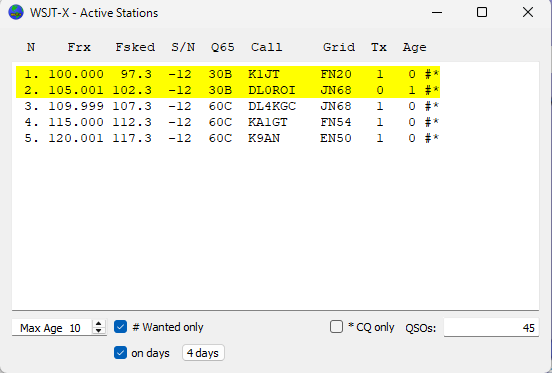 WSJT-X - Active Stations
N Frx Fsked S/N Q65 Call Grid Tx Age
1. 100.000 97.3 -12 30B K1JT FN20 1 0 #*
2. 105.001 102.3 -12 30B DL0ROI JN68 0 1 #*
3. 109.999 107.3 -12 60C DL4KGC JN68 1 0 #*
4. 115.000 112.3 -12 60C KA1GT FN54 1 0 #*
5. 120.001 117.3 -12 60C K9AN EN50 1 0 #*
Max Age 10 # Wanted only * CQ only QSOs: 45
on days 4 days